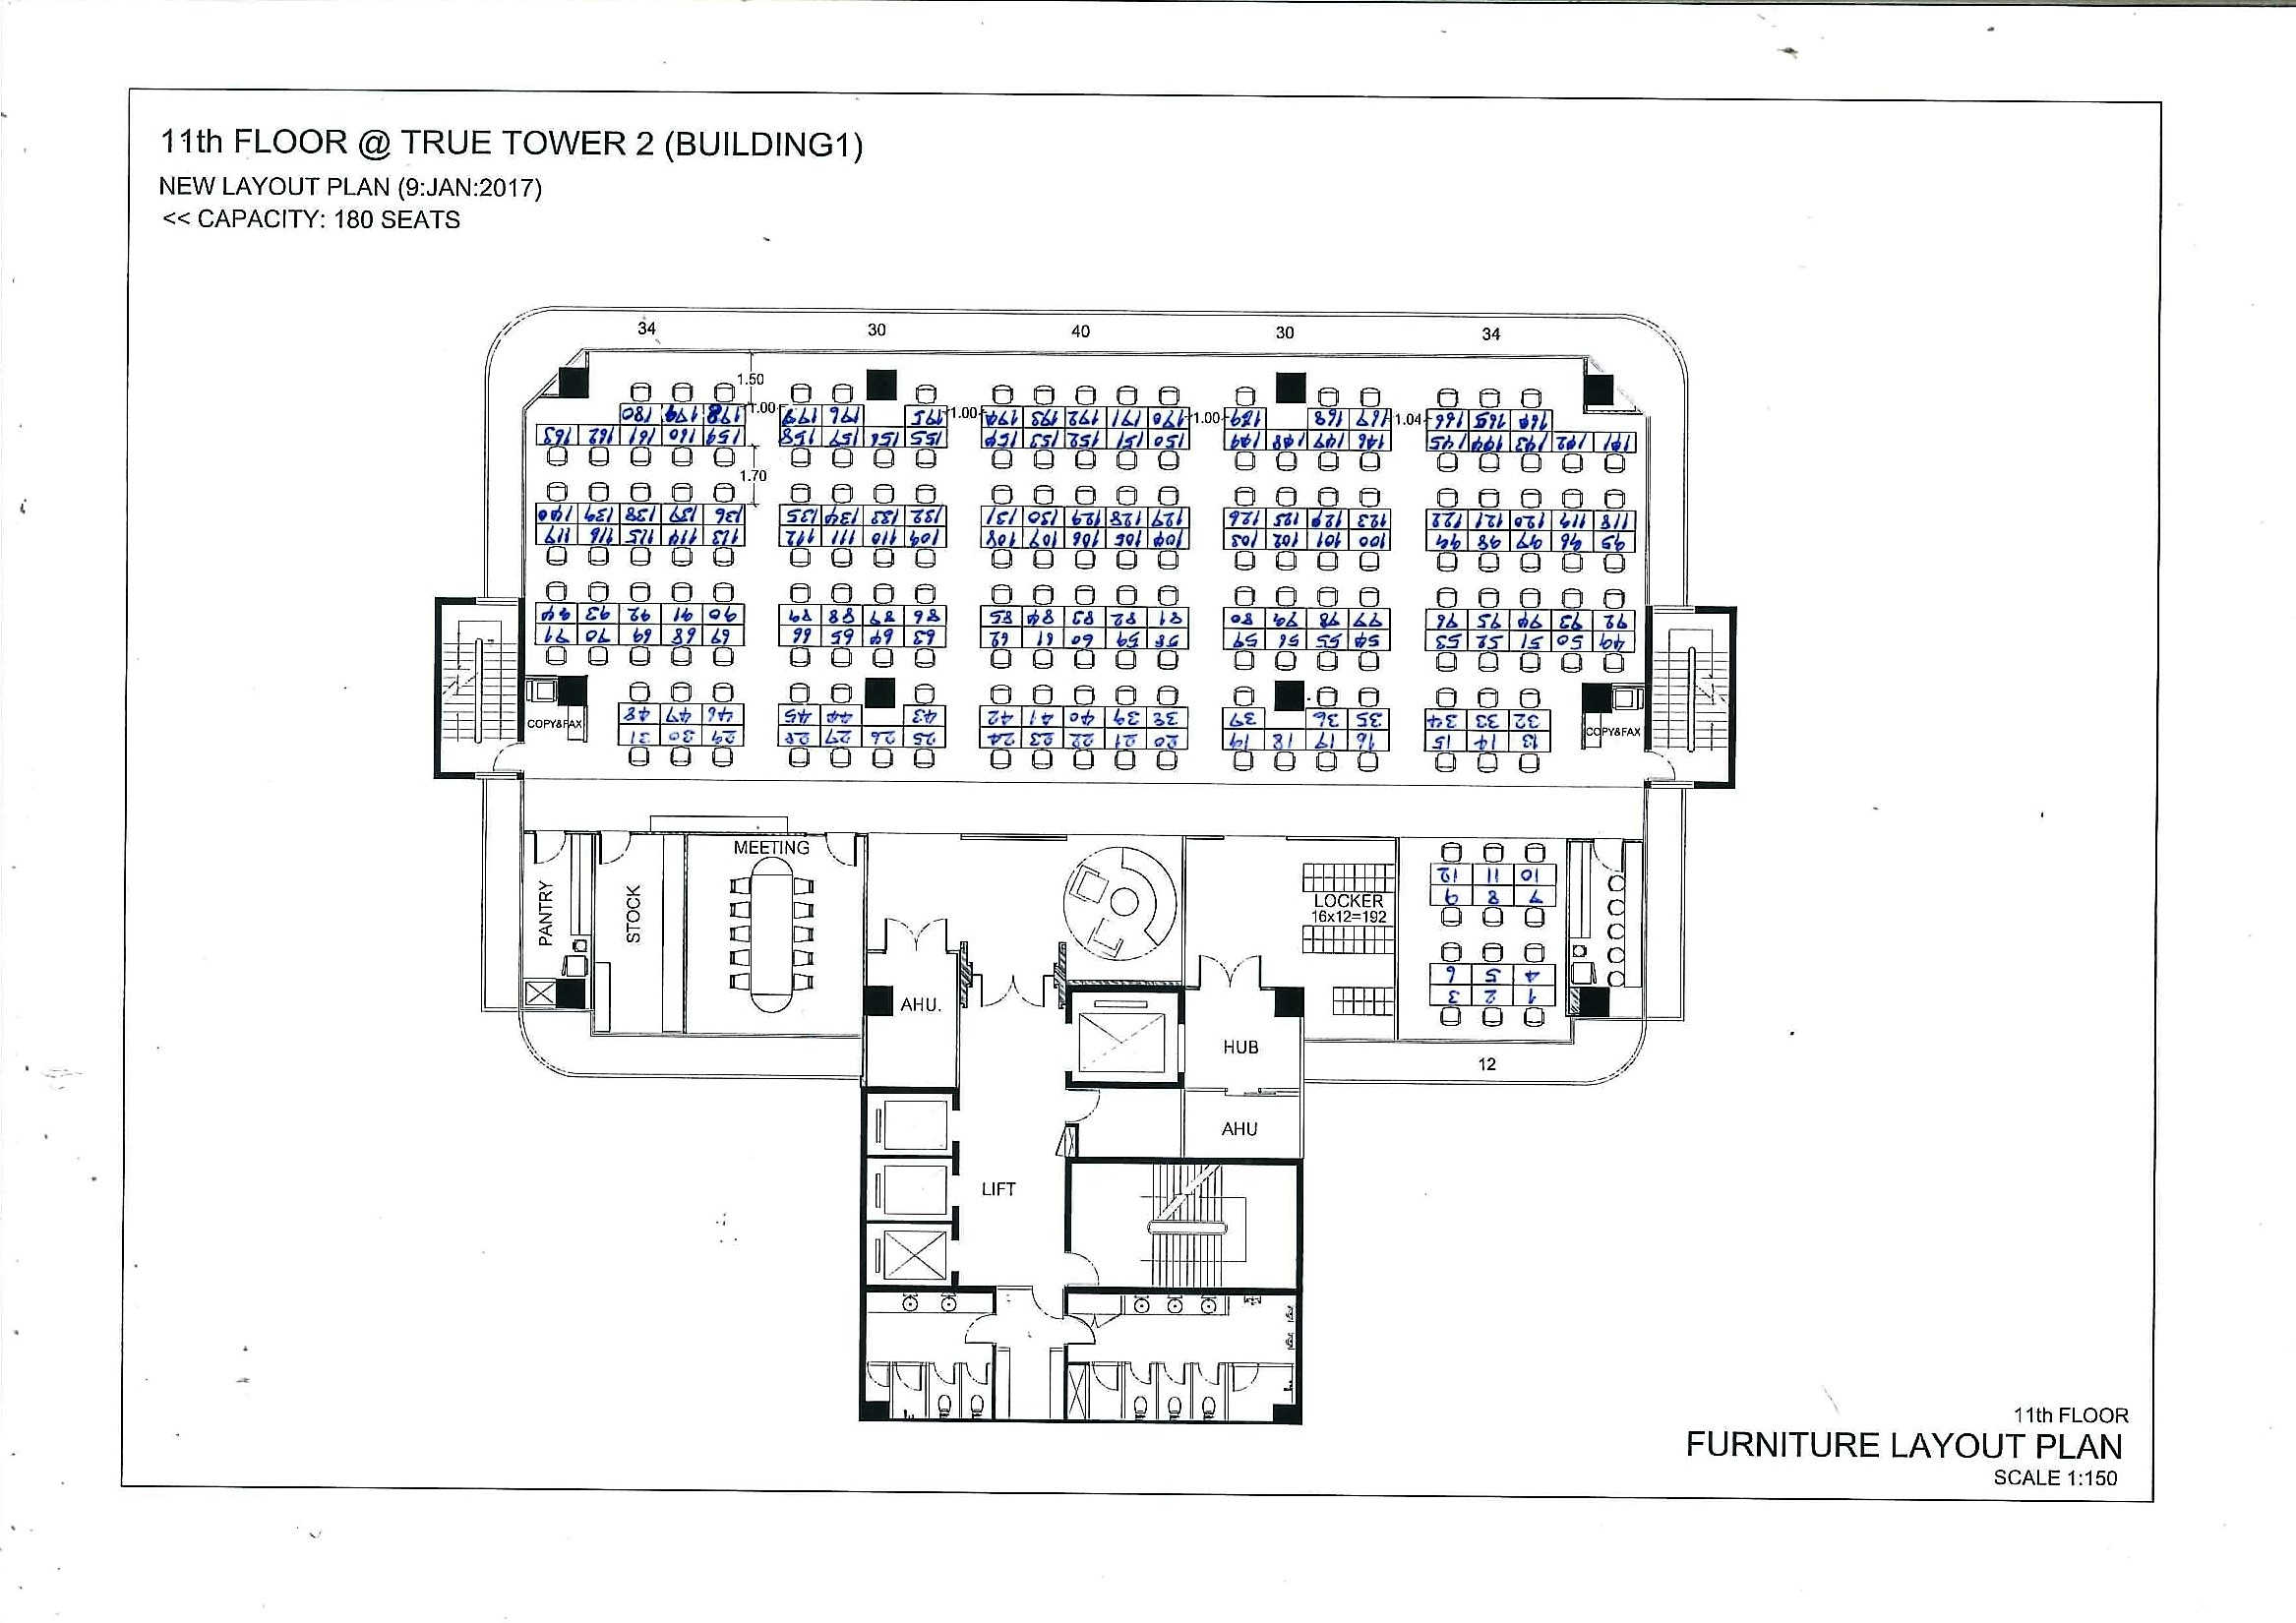 11th FLOOR @ TRUE TOWER 2 (BUILDING1)
NEW LAYOUT PLAN (9:JAN:2017)
<< CAPACITY: 180 SEATS
34 30 40 30 34
1.50
180 179 178 1.00 177 176 175 1.00 174 173 172 171 170 1.00 169 168 167 1.04 166 165 164
163 162 161 160 159 158 157 156 155 154 153 152 151 150 149 148 147 146 145 144 143 142 141
1.70
140 139 138 137 136 135 134 133 132 131 130 129 128 127 126 125 124 123 122 121 120 119 118
117 116 115 114 113 112 111 110 109 108 107 106 105 104 103 102 101 100 99 98 97 96 95
94 93 92 91 90 89 88 87 86 85 84 83 82 81 80 79 78 77 76 75 74 73 72
71 70 69 68 67 66 65 64 63 62 61 60 59 58 57 56 55 54 53 52 51 50 49
48 47 46 45 44 43 42 41 40 39 38 37 36 35 34 33 32
COPY&FAX COPY&FAX
31 30 29 28 27 26 25 24 23 22 21 20 19 18 17 16 15 14 13
MEETING
PANTRY
STOCK
LOCKER
16x12=192
12 11 10
9 8 7
6 5 4
3 2 1
AHU.
HUB
12
AHU
LIFT
11th FLOOR
FURNITURE LAYOUT PLAN
SCALE 1:150